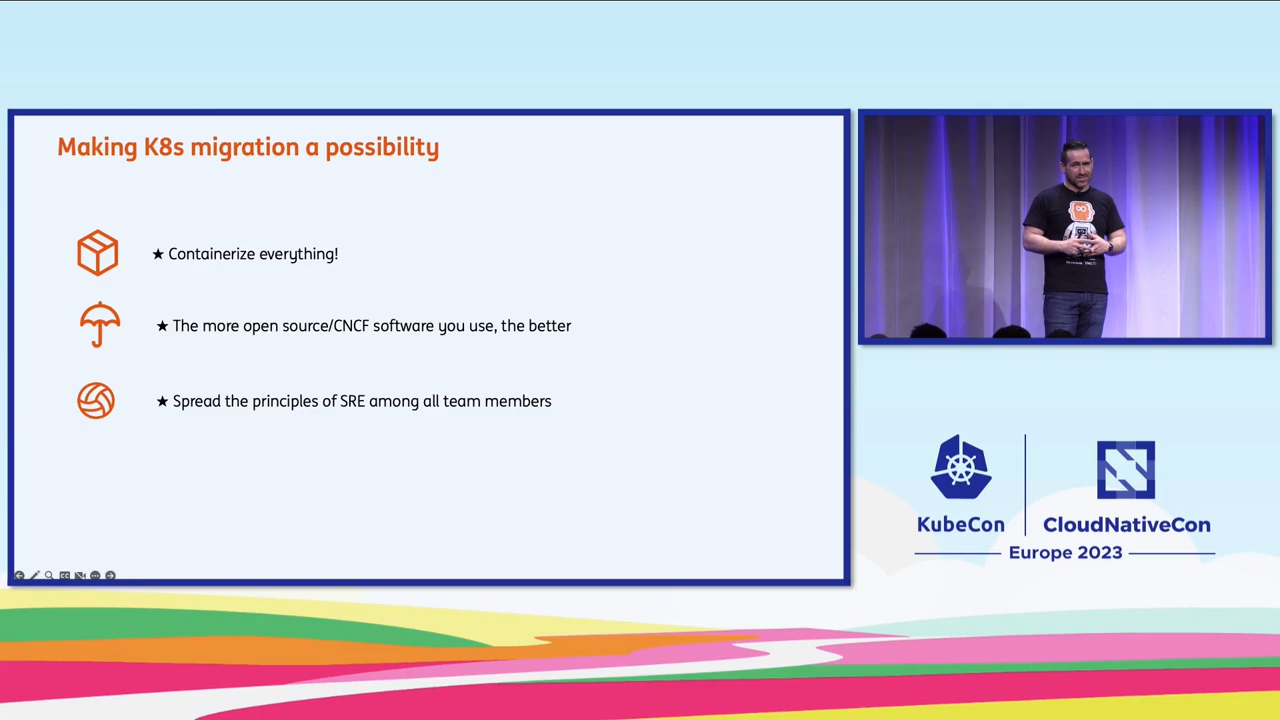 Making K8s migration a possibility
★ Containerize everything!
★ The more open source/CNCF software you use, the better
★ Spread the principles of SRE among all team members
KubeCon
CloudNativeCon
Europe 2023